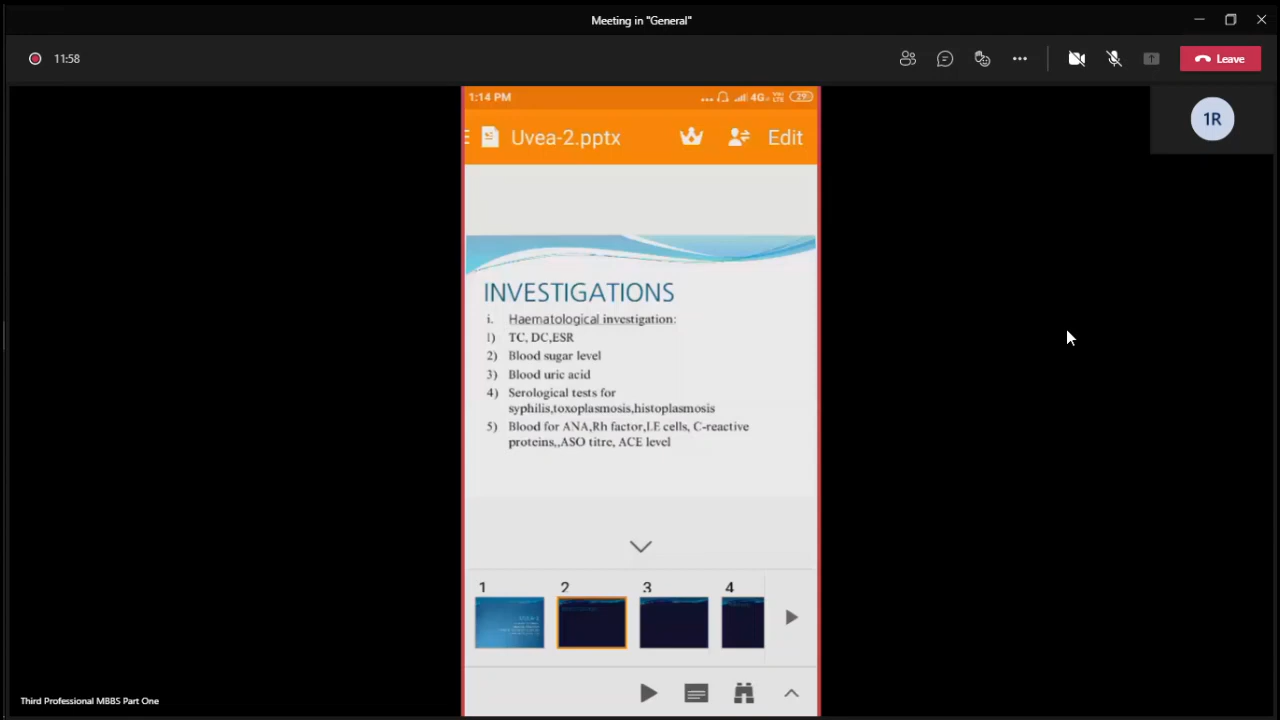 Meeting in "General"
11:58
Leave
1R
1:14 PM
4G
VoLTE
29
Uvea-2.pptx
Edit
INVESTIGATIONS
i. Haematological investigation:
1) TC, DC,ESR
2) Blood sugar level
3) Blood uric acid
4) Serological tests for
syphilis,toxoplasmosis,histoplasmosis
5) Blood for ANA,Rh factor,LE cells, C-reactive
proteins,,ASO titre, ACE level
1 2 3 4
Third Professional MBBS Part One